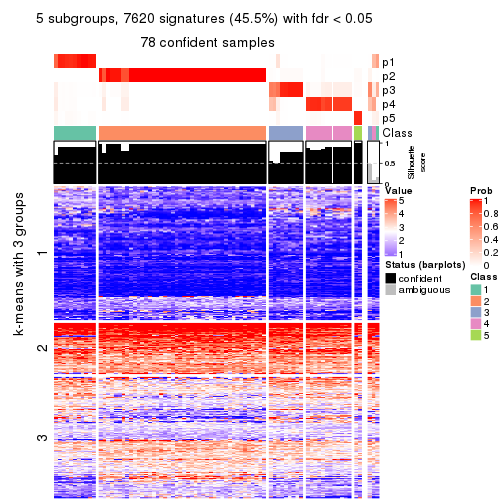 5 subgroups, 7620 signatures (45.5%) with fdr < 0.05
78 confident samples
p1
p2
p3
p4
p5
Class
1
0.5
0
Silhouette
score
k-means with 3 groups
1
2
3
Value
5
4
3
2
1
Status (barplots)
confident
ambiguous
Prob
1
0.8
0.6
0.4
0.2
0
Class
1
2
3
4
5